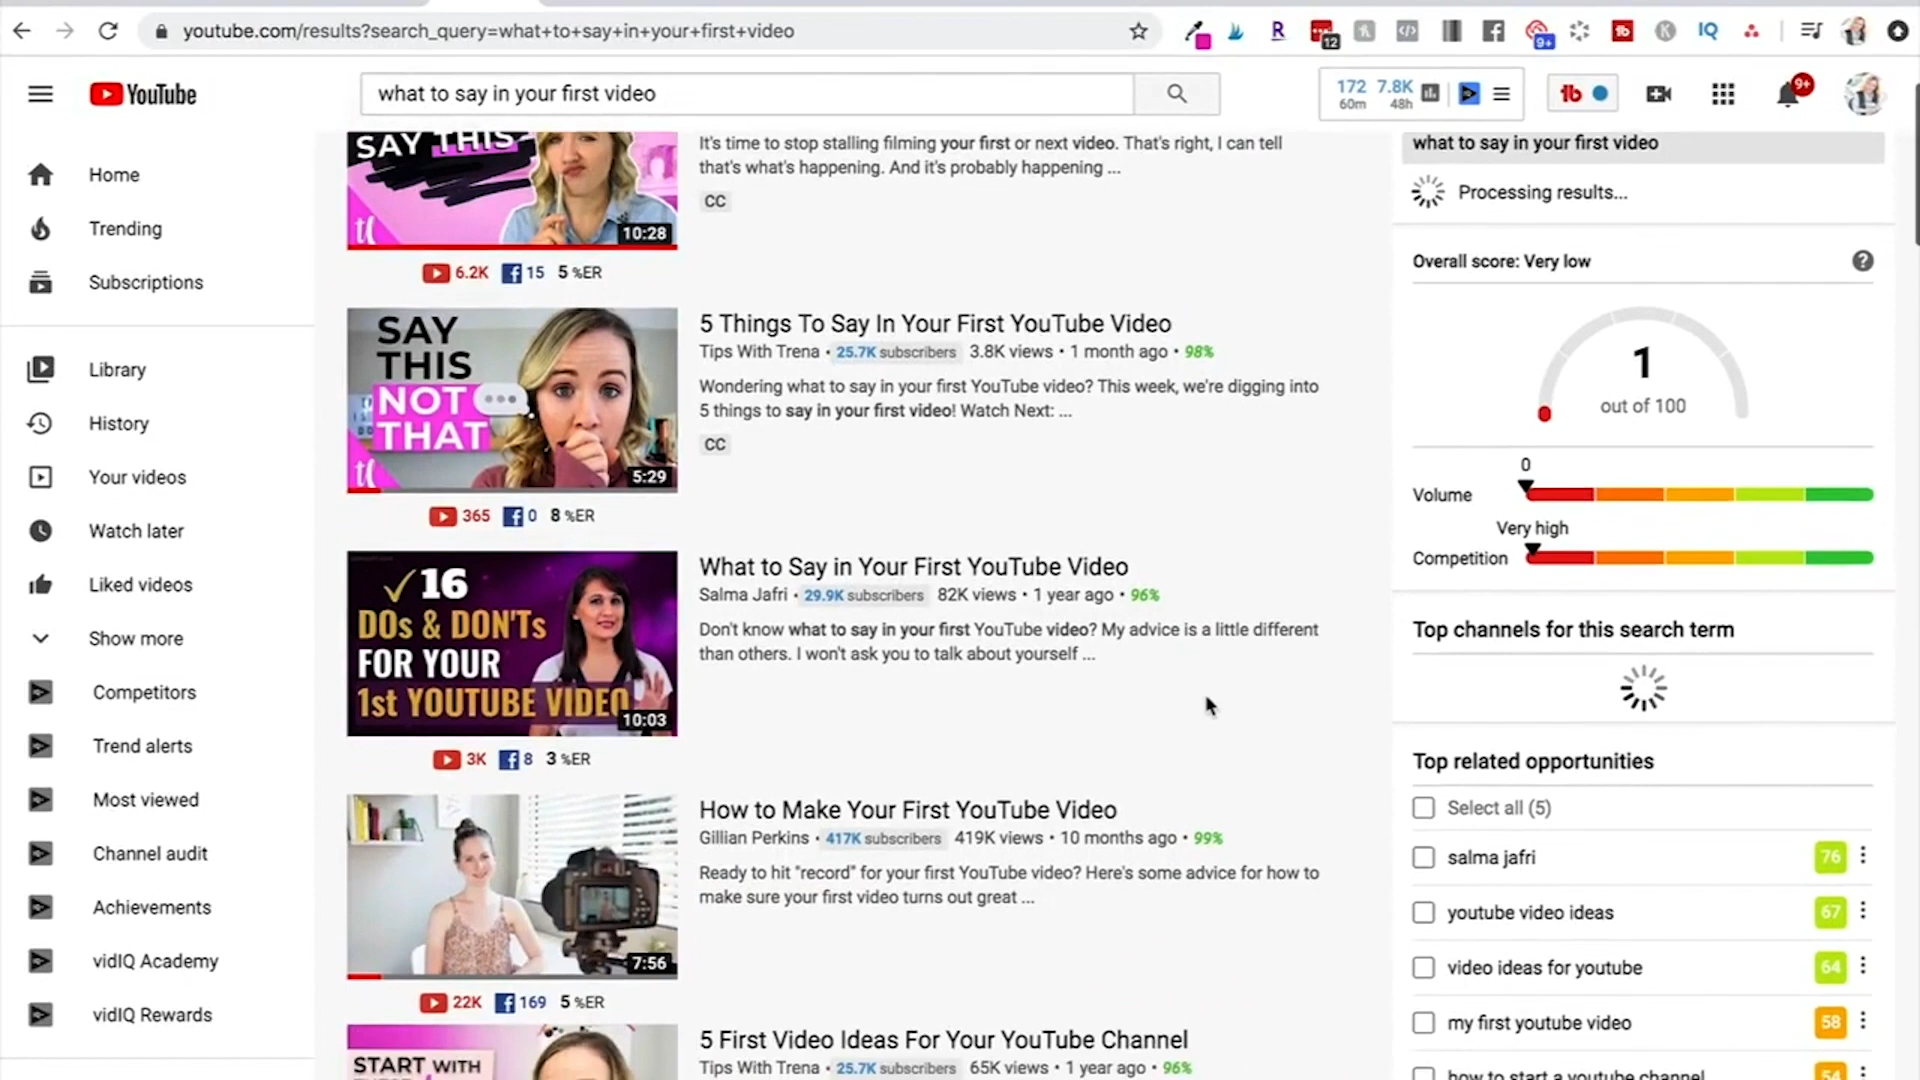 youtube.com/results?search_query=what+to+say+in+your+first+video
12
9+
IQ
YouTube
what to say in your first video
172 7.8K
60m 48h
9+
Home
Trending
Subscriptions
Library
History
Your videos
Watch later
Liked videos
Show more
Competitors
Trend alerts
Most viewed
Channel audit
Achievements
vidIQ Academy
vidIQ Rewards
SAY THIS
10:28
It's time to stop stalling filming your first or next video. That's right, I can tell
that's what's happening. And it's probably happening ...
CC
6.2K 15 5 %ER
SAY
THIS
NOT
THAT
5:29
5 Things To Say In Your First YouTube Video
Tips With Trena • 25.7K subscribers 3.8K views • 1 month ago • 98%
Wondering what to say in your first YouTube video? This week, we're digging into
5 things to say in your first video! Watch Next: ...
CC
365 0 8 %ER
✓16
DOs & DON'Ts
FOR YOUR
1st YOUTUBE VIDEO
10:03
What to Say in Your First YouTube Video
Salma Jafri • 29.9K subscribers 82K views • 1 year ago • 96%
Don't know what to say in your first YouTube video? My advice is a little different
than others. I won't ask you to talk about yourself ...
3K 8 3 %ER
7:56
How to Make Your First YouTube Video
Gillian Perkins • 417K subscribers 419K views • 10 months ago • 99%
Ready to hit "record" for your first YouTube video? Here's some advice for how to
make sure your first video turns out great ...
22K 169 5 %ER
START WITH
5 First Video Ideas For Your YouTube Channel
Tips With Trena • 25.7K subscribers 65K views • 1 year ago • 96%
what to say in your first video
Processing results...
Overall score: Very low
1
out of 100
0
Volume
Very high
Competition
Top channels for this search term
Top related opportunities
Select all (5)
salma jafri 76
youtube video ideas 67
video ideas for youtube 64
my first youtube video 58
how to start a youtube channel 54